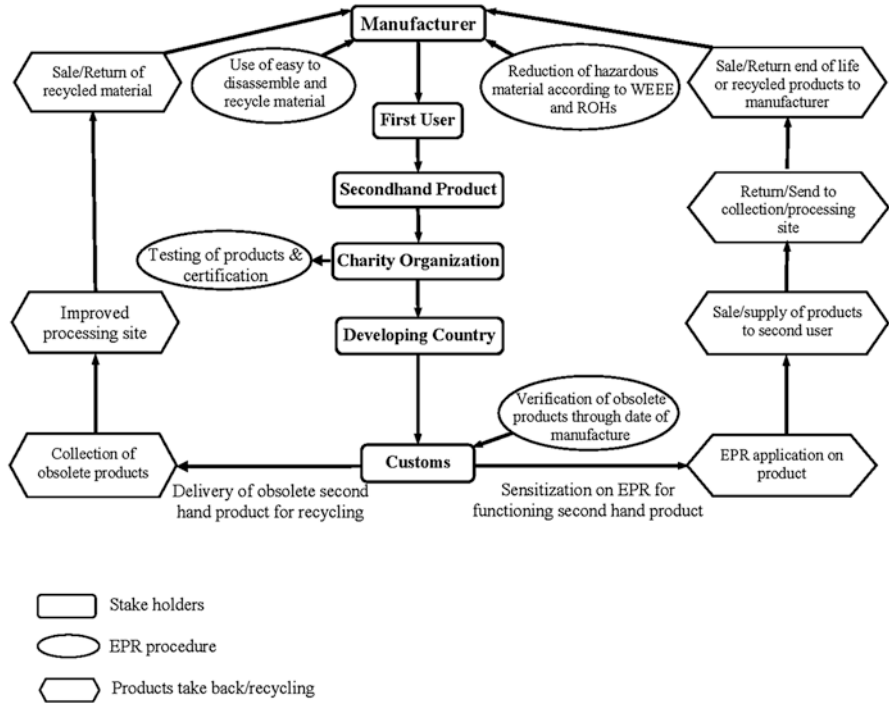 Manufacturer
Sale/Return of
recycled material
Use of easy to
disassemble and
recycle material
Reduction of hazardous
material according to WEEE
and ROHs
Sale/Return end of life
or recycled products to
manufacturer
First User
Secondhand Product
Return/Send to
collection/processing
site
Testing of products &
certification
Charity Organization
Improved
processing site
Developing Country
Sale/supply of products
to second user
Verification of obsolete
products through date of
manufacture
Collection of
obsolete products
Customs
EPR application on
product
Delivery of obsolete second
hand product for recycling
Sensitization on EPR for
functioning second hand product
Stake holders
EPR procedure
Products take back/recycling